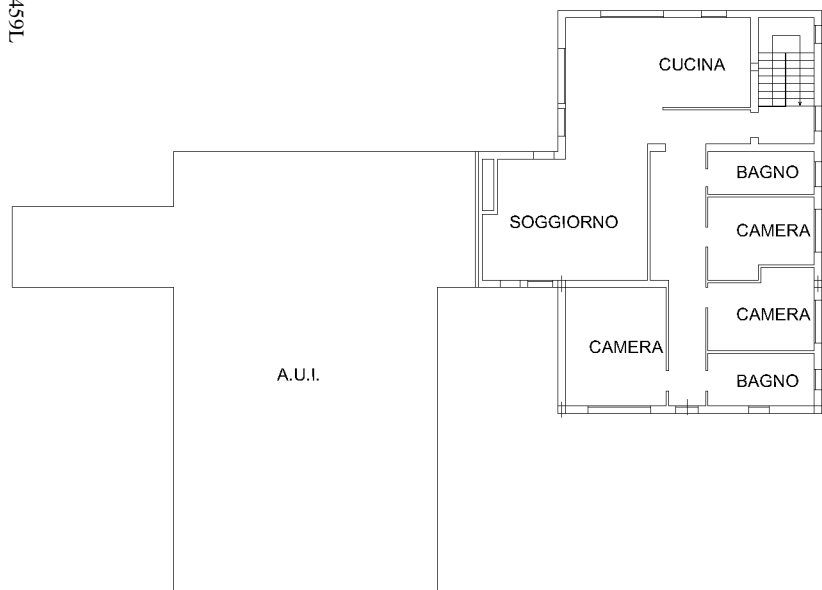 459L
CUCINA
BAGNO
SOGGIORNO
CAMERA
CAMERA
CAMERA
A.U.I.
BAGNO